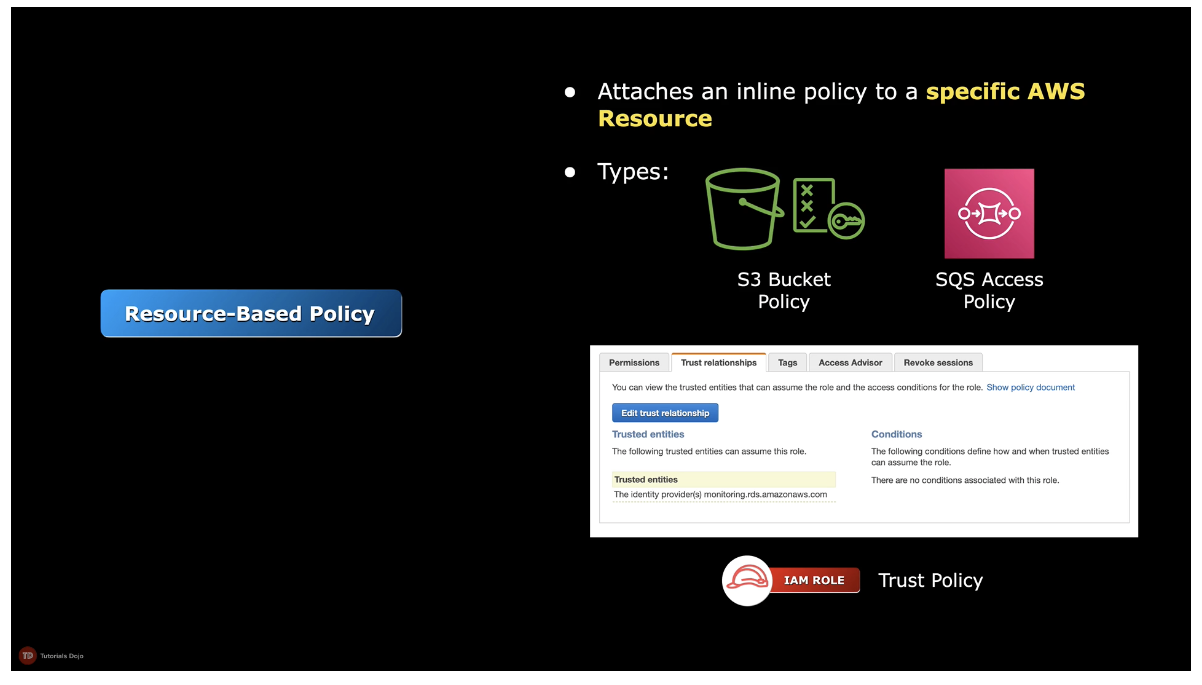 ● Attaches an inline policy to a specific AWS
Resource
● Types:
S3 Bucket
Policy
SQS Access
Policy
Resource-Based Policy
Permissions
Trust relationships
Tags
Access Advisor
Revoke sessions
You can view the trusted entities that can assume the role and the access conditions for the role. Show policy document
Edit trust relationship
Trusted entities
The following trusted entities can assume this role.
Trusted entities
The identity provider(s) monitoring.rds.amazonaws.com
Conditions
The following conditions define how and when trusted entities
can assume the role.
There are no conditions associated with this role.
IAM ROLE
Trust Policy
TD
Tutorials Dojo